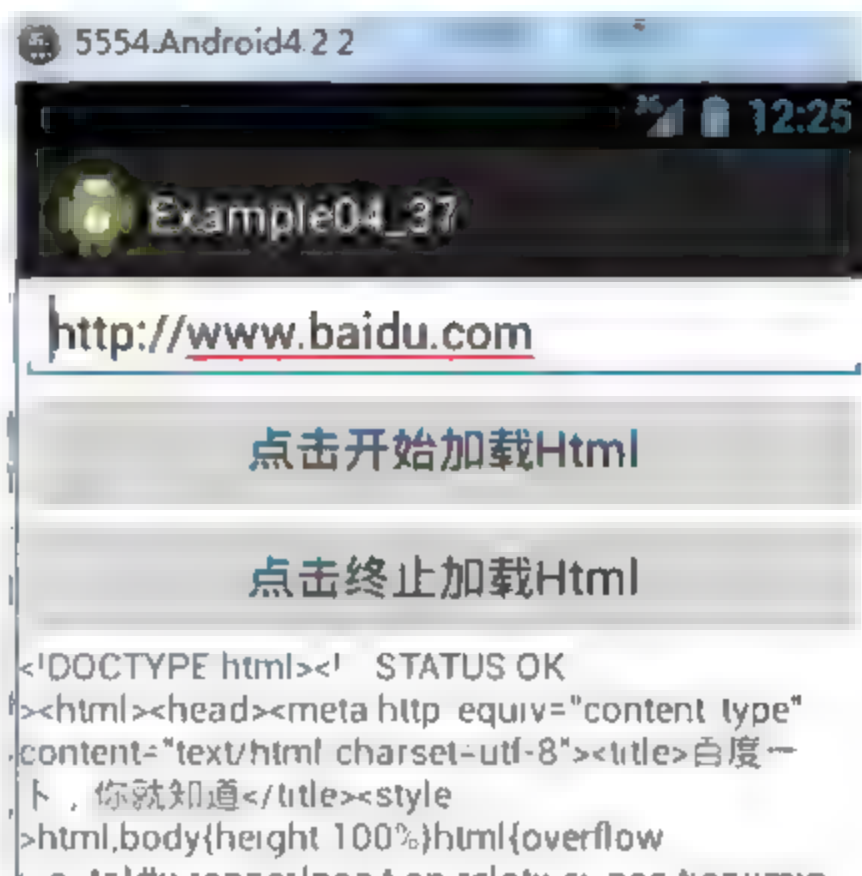 5554:Android4.2.2
3G 12:25
Example04_37
http://www.baidu.com
点击开始加载Html
点击终止加载Html
<!DOCTYPE html><! STATUS OK
><html><head><meta http equiv="content type"
content="text/html charset=utf-8"><title>百度一
下，你就知道</title><style
>html,body{height 100%}html{overflow